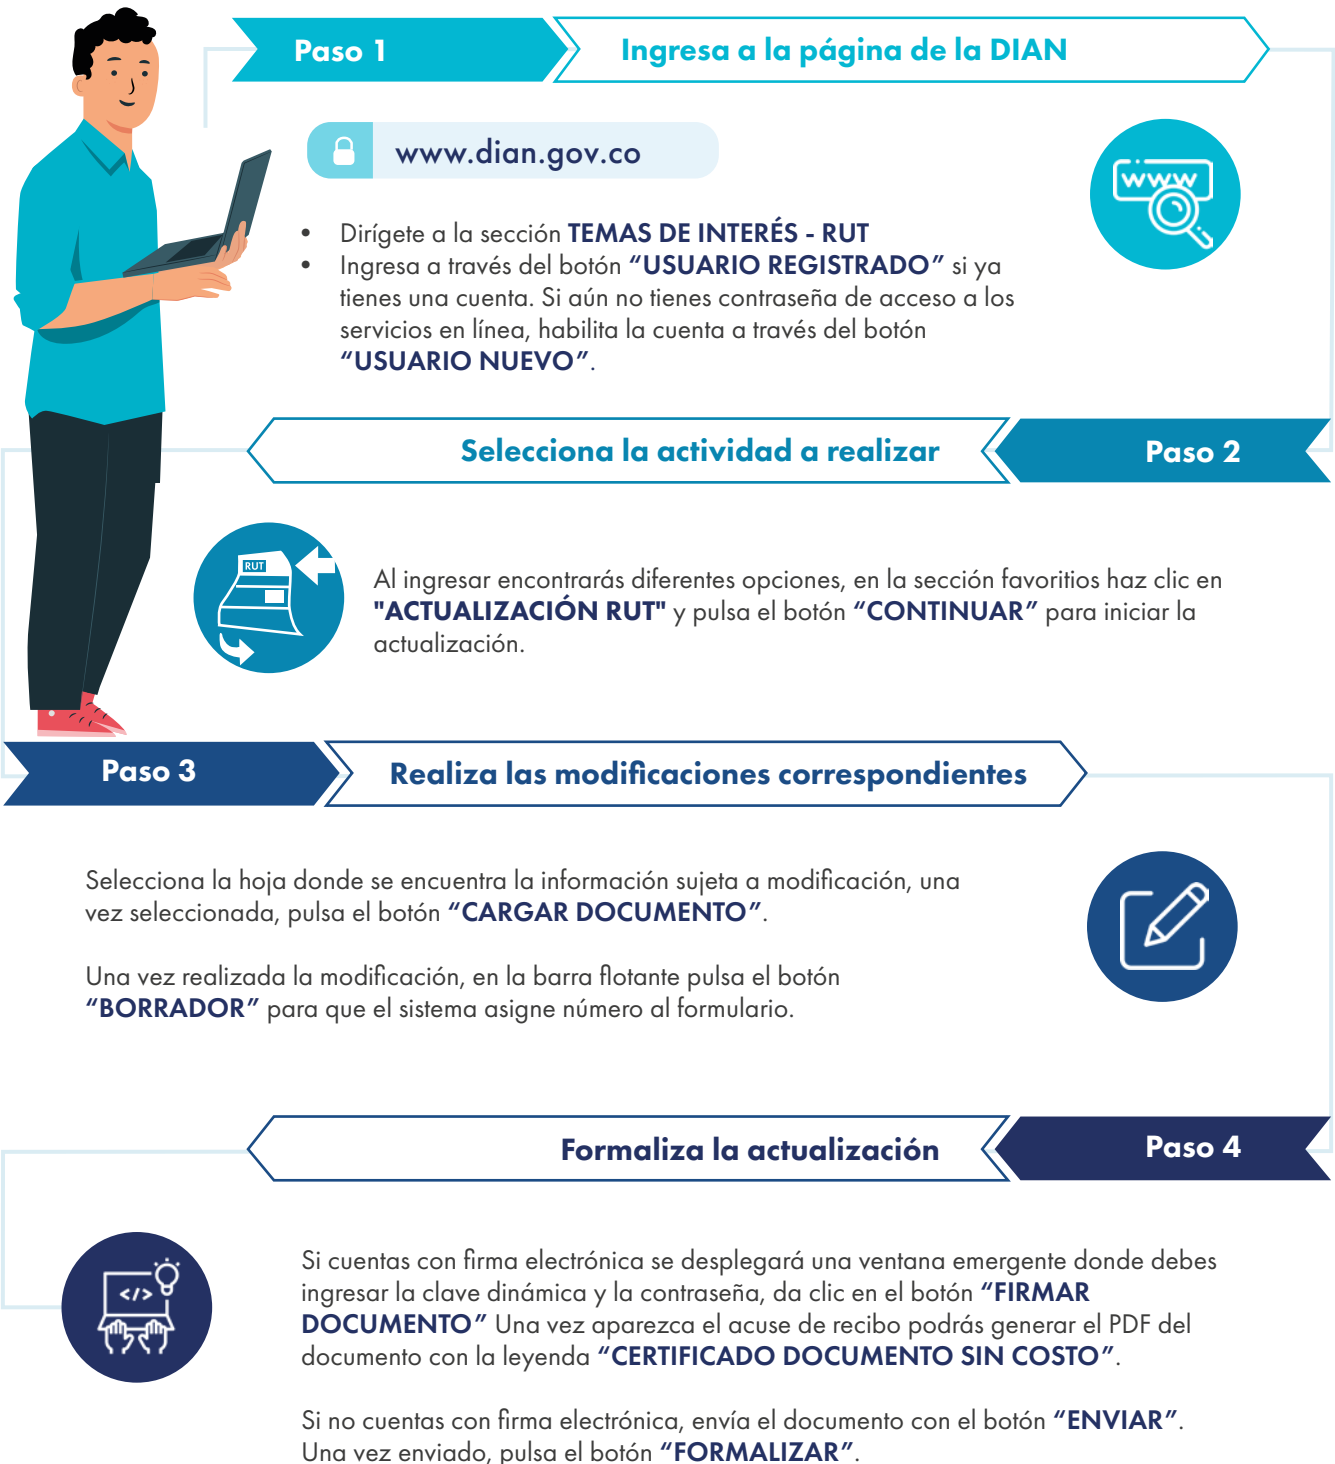 Paso 1
Ingresa a la página de la DIAN
www.dian.gov.co
www
• Dirígete a la sección TEMAS DE INTERÉS - RUT
• Ingresa a través del botón “USUARIO REGISTRADO” si ya
tienes una cuenta. Si aún no tienes contraseña de acceso a los
servicios en línea, habilita la cuenta a través del botón
“USUARIO NUEVO”.
Selecciona la actividad a realizar
Paso 2
RUT
Al ingresar encontrarás diferentes opciones, en la sección favoritios haz clic en
"ACTUALIZACIÓN RUT" y pulsa el botón “CONTINUAR” para iniciar la
actualización.
Paso 3
Realiza las modificaciones correspondientes
Selecciona la hoja donde se encuentra la información sujeta a modificación, una
vez seleccionada, pulsa el botón “CARGAR DOCUMENTO”.
Una vez realizada la modificación, en la barra flotante pulsa el botón
“BORRADOR” para que el sistema asigne número al formulario.
Formaliza la actualización
Paso 4
</>
Si cuentas con firma electrónica se desplegará una ventana emergente donde debes
ingresar la clave dinámica y la contraseña, da clic en el botón “FIRMAR
DOCUMENTO” Una vez aparezca el acuse de recibo podrás generar el PDF del
documento con la leyenda “CERTIFICADO DOCUMENTO SIN COSTO”.
Si no cuentas con firma electrónica, envía el documento con el botón “ENVIAR”.
Una vez enviado, pulsa el botón “FORMALIZAR”.